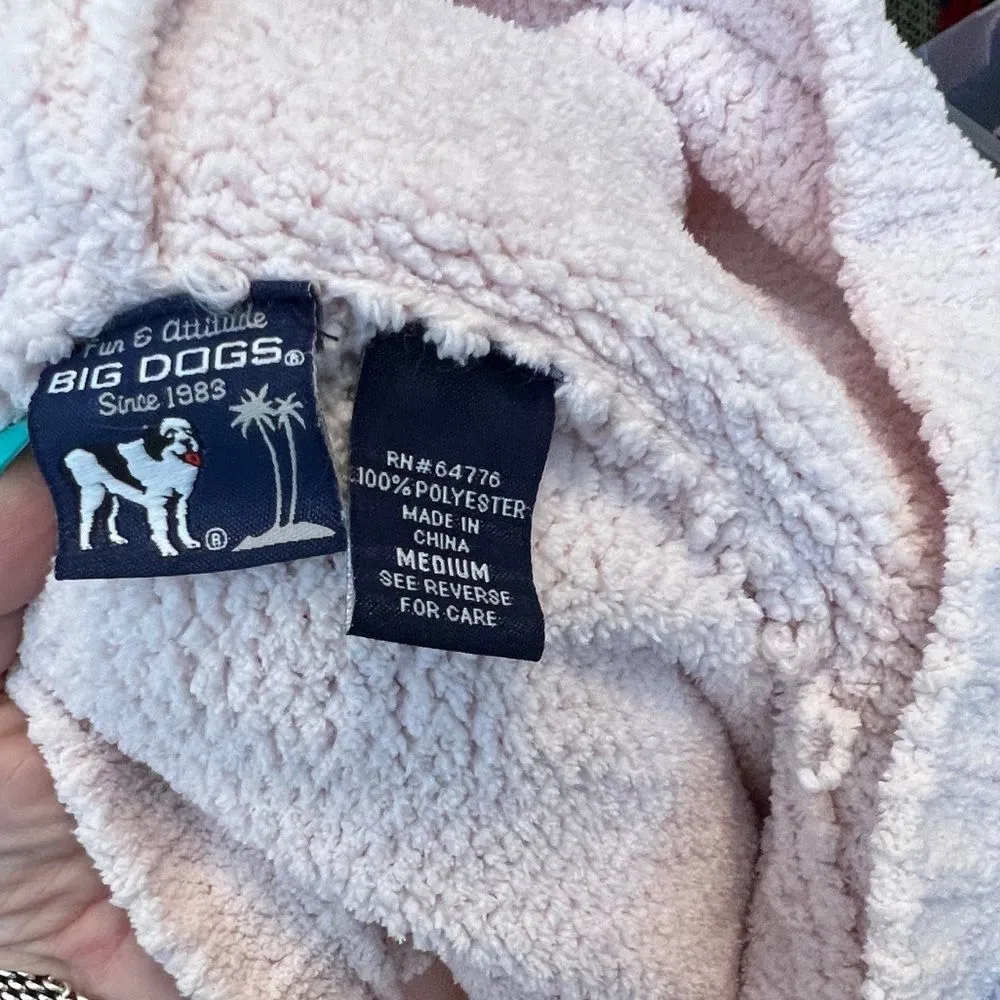 Fun & Attitude
BIG DOGS®
Since 1983
®
RN#64776
100% POLYESTER
MADE IN
CHINA
MEDIUM
SEE REVERSE
FOR CARE